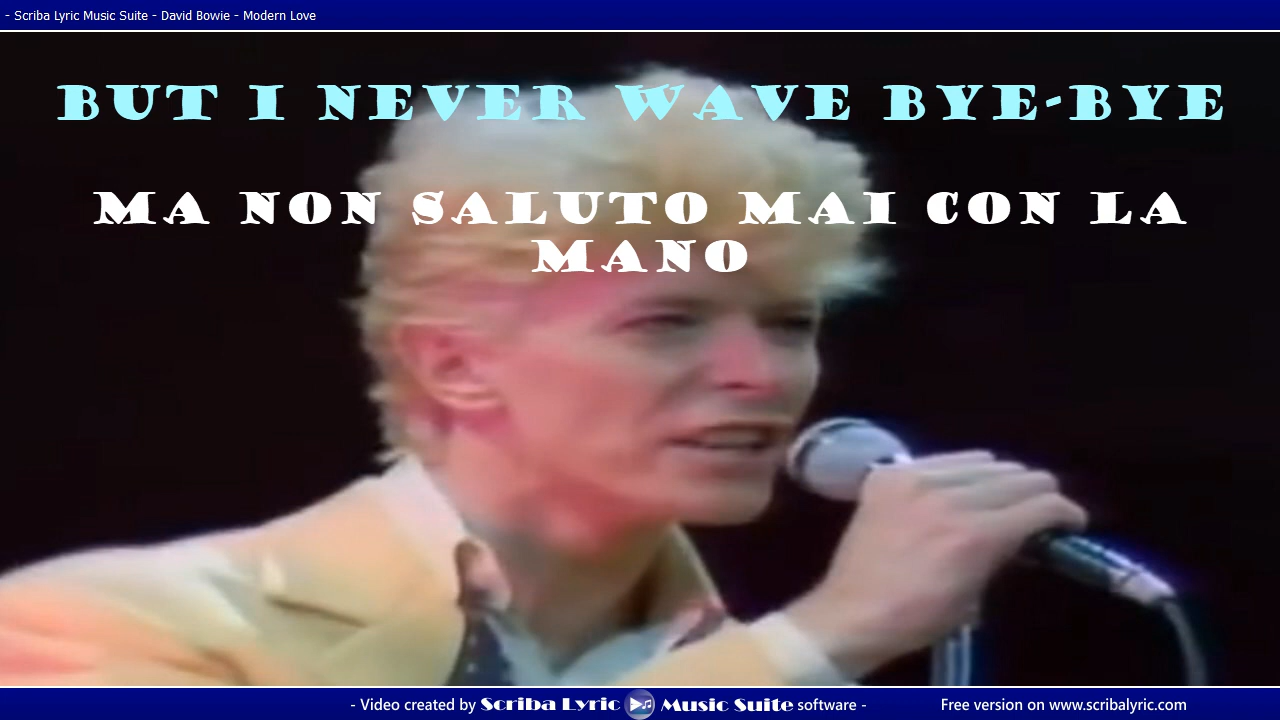 - Scriba Lyric Music Suite - David Bowie - Modern Love
BUT I NEVER WAVE BYE-BYE
MA NON SALUTO MAI CON LA
MANO
- Video created by Scriba Lyric Music Suite software -
Free version on www.scribalyric.com